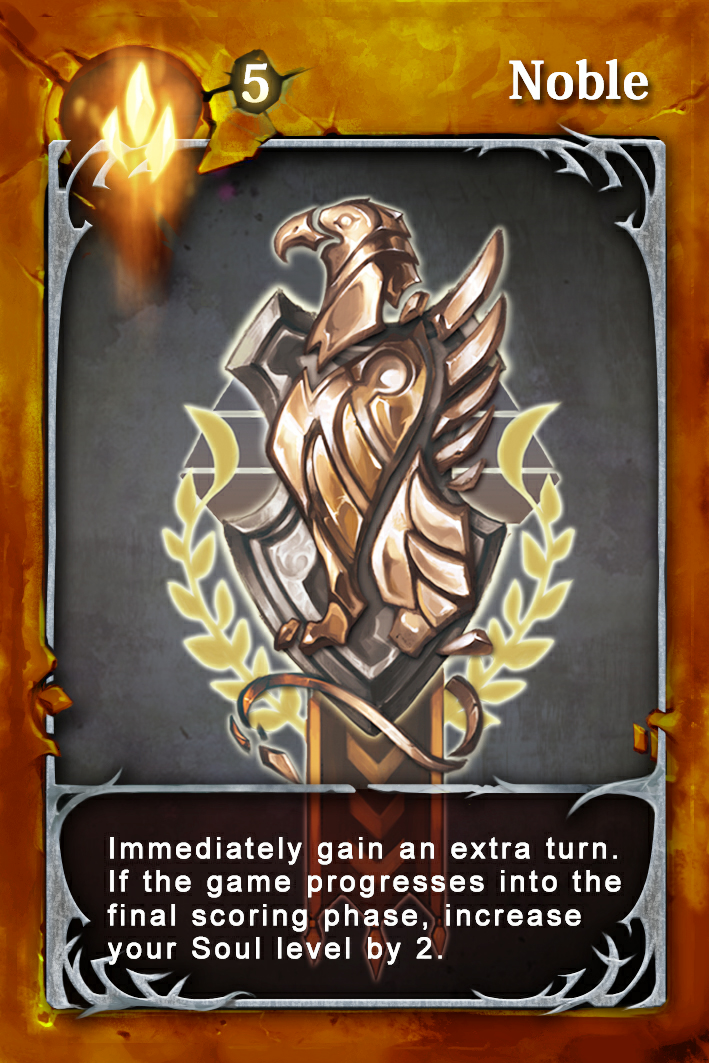 5
Noble
Immediately gain an extra turn.
If the game progresses into the
final scoring phase, increase
your Soul level by 2.